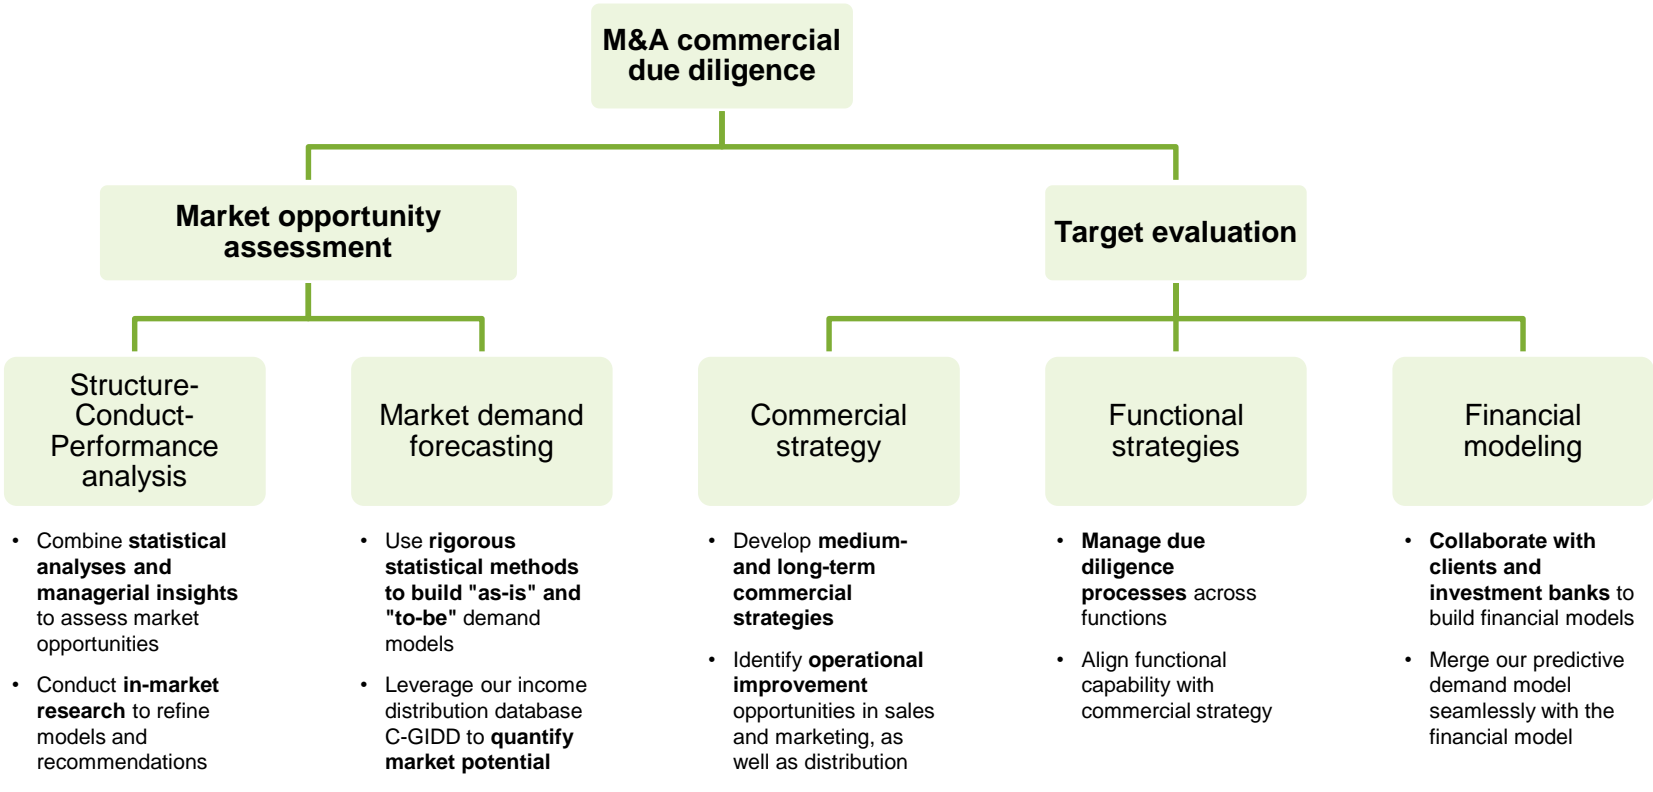 M&A commercial
due diligence
Market opportunity
assessment
Target evaluation
Structure-
Conduct-
Performance
analysis
Market demand
forecasting
Commercial
strategy
Functional
strategies
Financial
modeling
• Combine statistical
analyses and
managerial insights
to assess market
opportunities
• Conduct in-market
research to refine
models and
recommendations
• Use rigorous
statistical methods
to build "as-is" and
"to-be" demand
models
• Leverage our income
distribution database
C-GIDD to quantify
market potential
• Develop medium-
and long-term
commercial
strategies
• Identify operational
improvement
opportunities in sales
and marketing, as
well as distribution
• Manage due
diligence
processes across
functions
• Align functional
capability with
commercial strategy
• Collaborate with
clients and
investment banks to
build financial models
• Merge our predictive
demand model
seamlessly with the
financial model